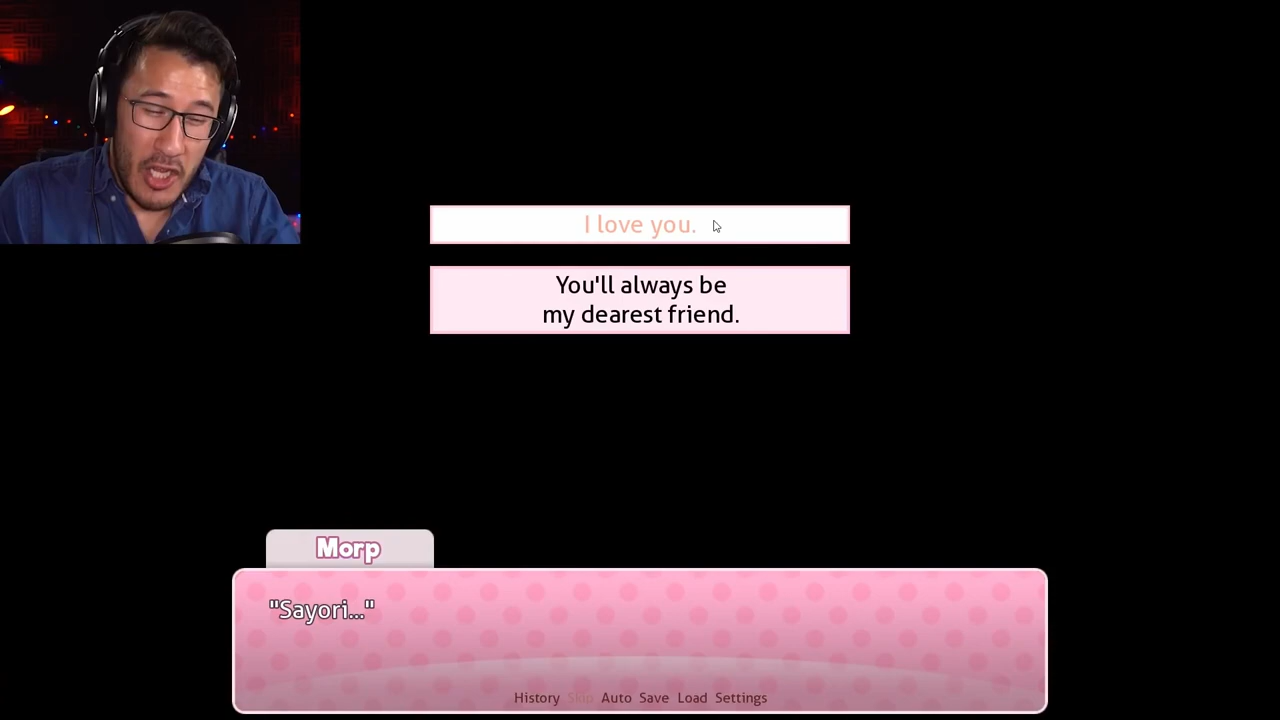 I love you.
You'll always be
my dearest friend.
Morp
"Sayori..."
History Skip Auto Save Load Settings